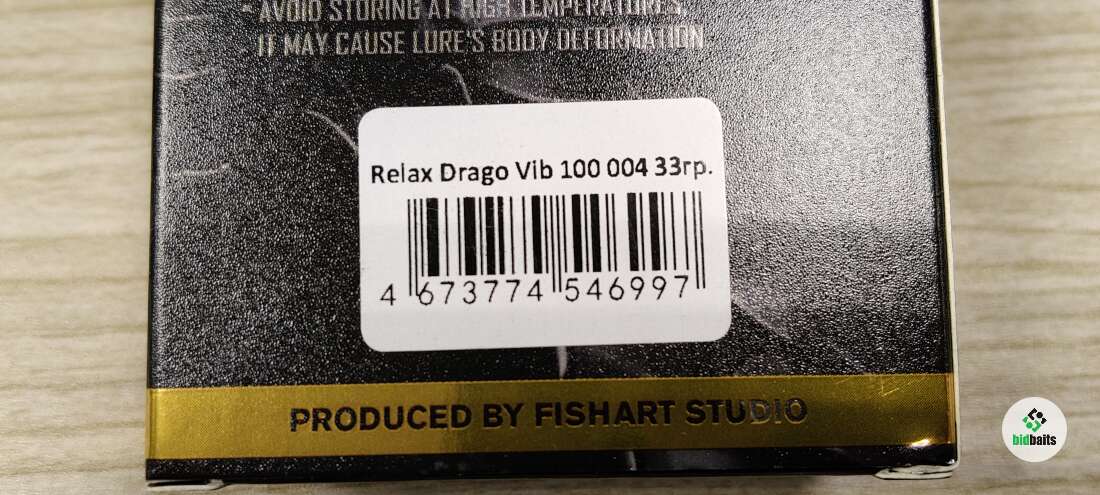 - AVOID STORING AT HIGH TEMPERATURES,
IT MAY CAUSE LURE'S BODY DEFORMATION
Relax Drago Vib 100 004 33гр.
4 673774 546997
PRODUCED BY FISHART STUDIO
bidbaits